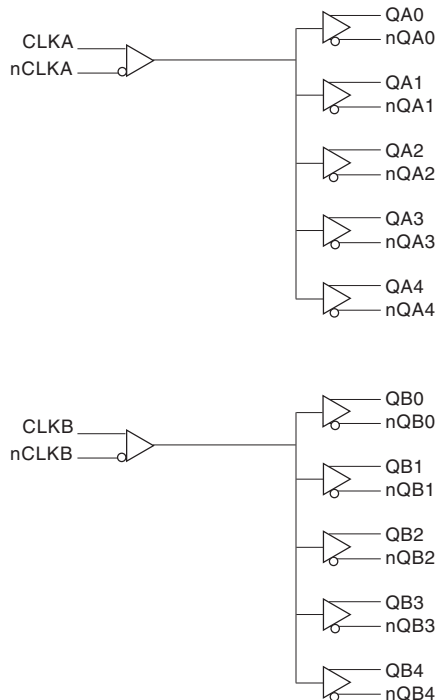 CLKA
nCLKA
QA0
nQA0
QA1
nQA1
QA2
nQA2
QA3
nQA3
QA4
nQA4
CLKB
nCLKB
QB0
nQB0
QB1
nQB1
QB2
nQB2
QB3
nQB3
QB4
nQB4